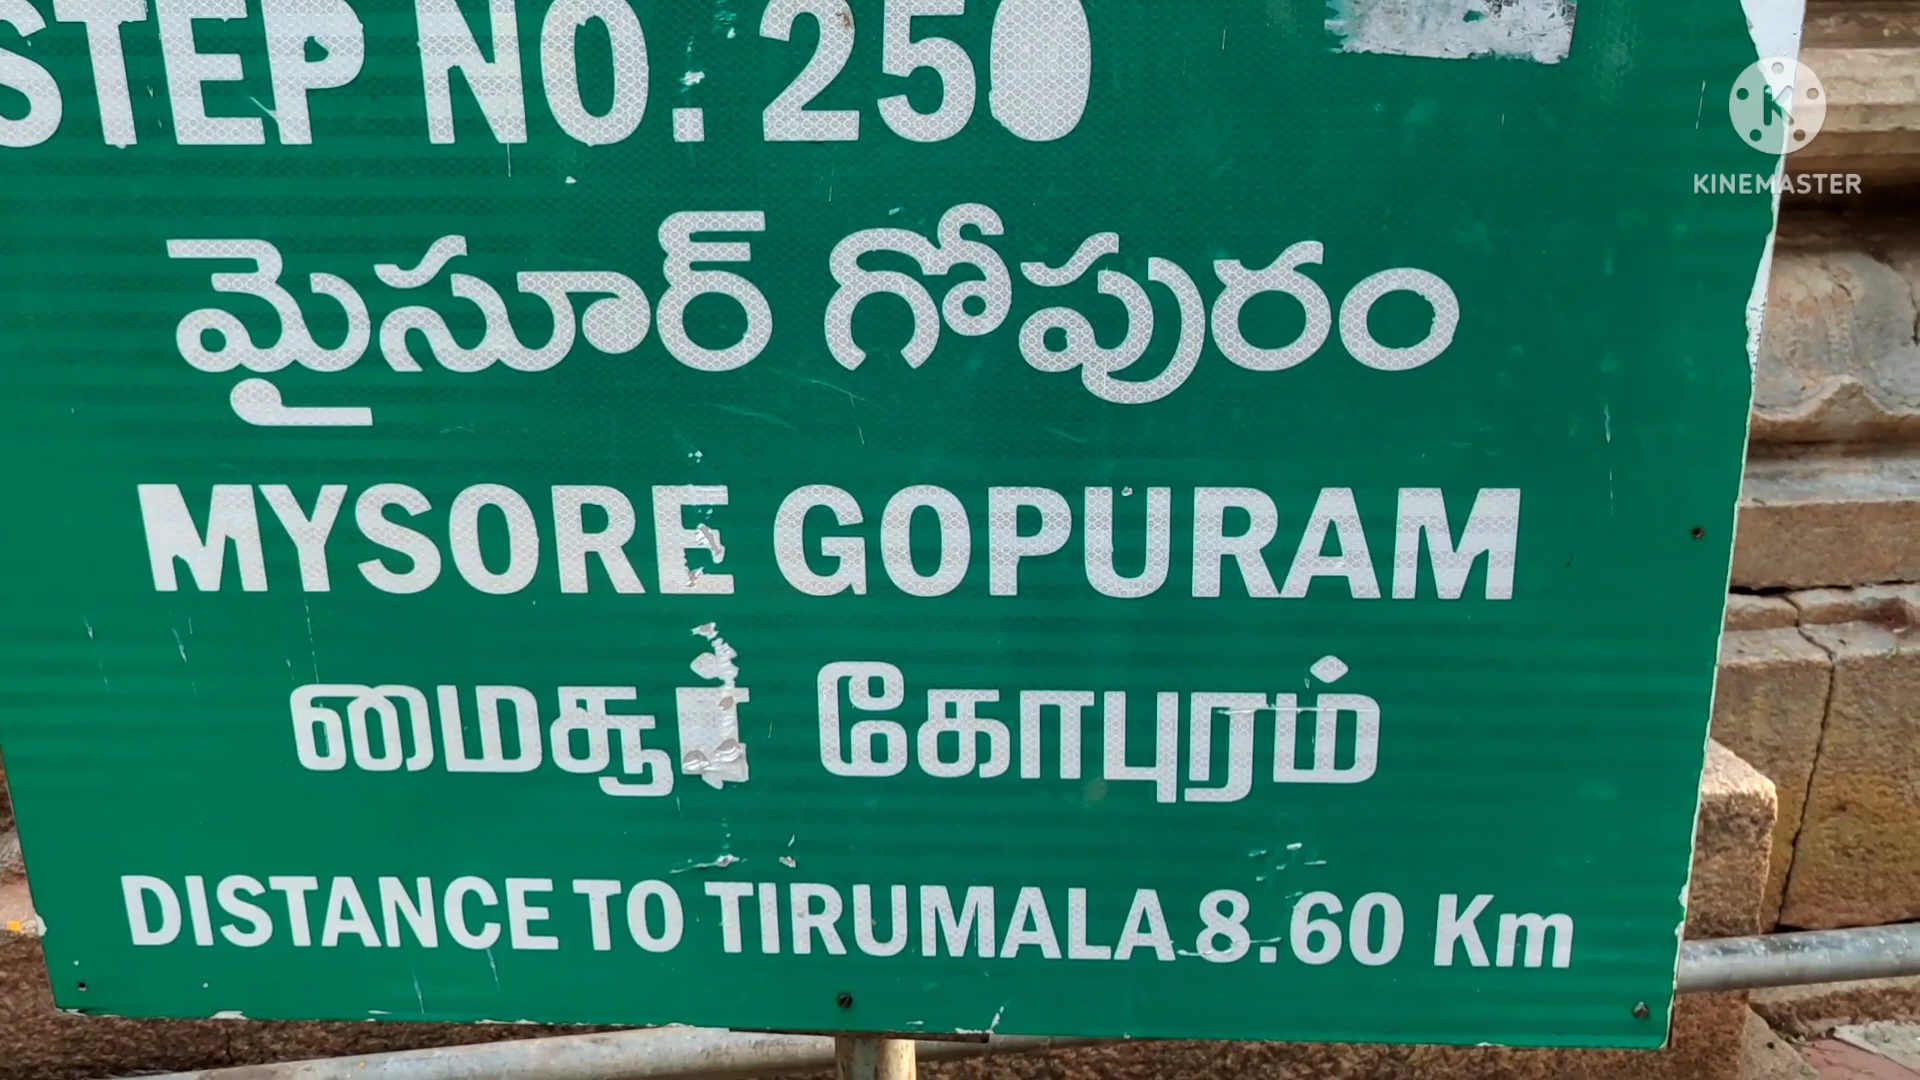 STEP NO. 250
మైసూర్ గోపురం
MYSORE GOPURAM
மைசூர் கோபுரம்
DISTANCE TO TIRUMALA 8.60 Km
KINEMASTER